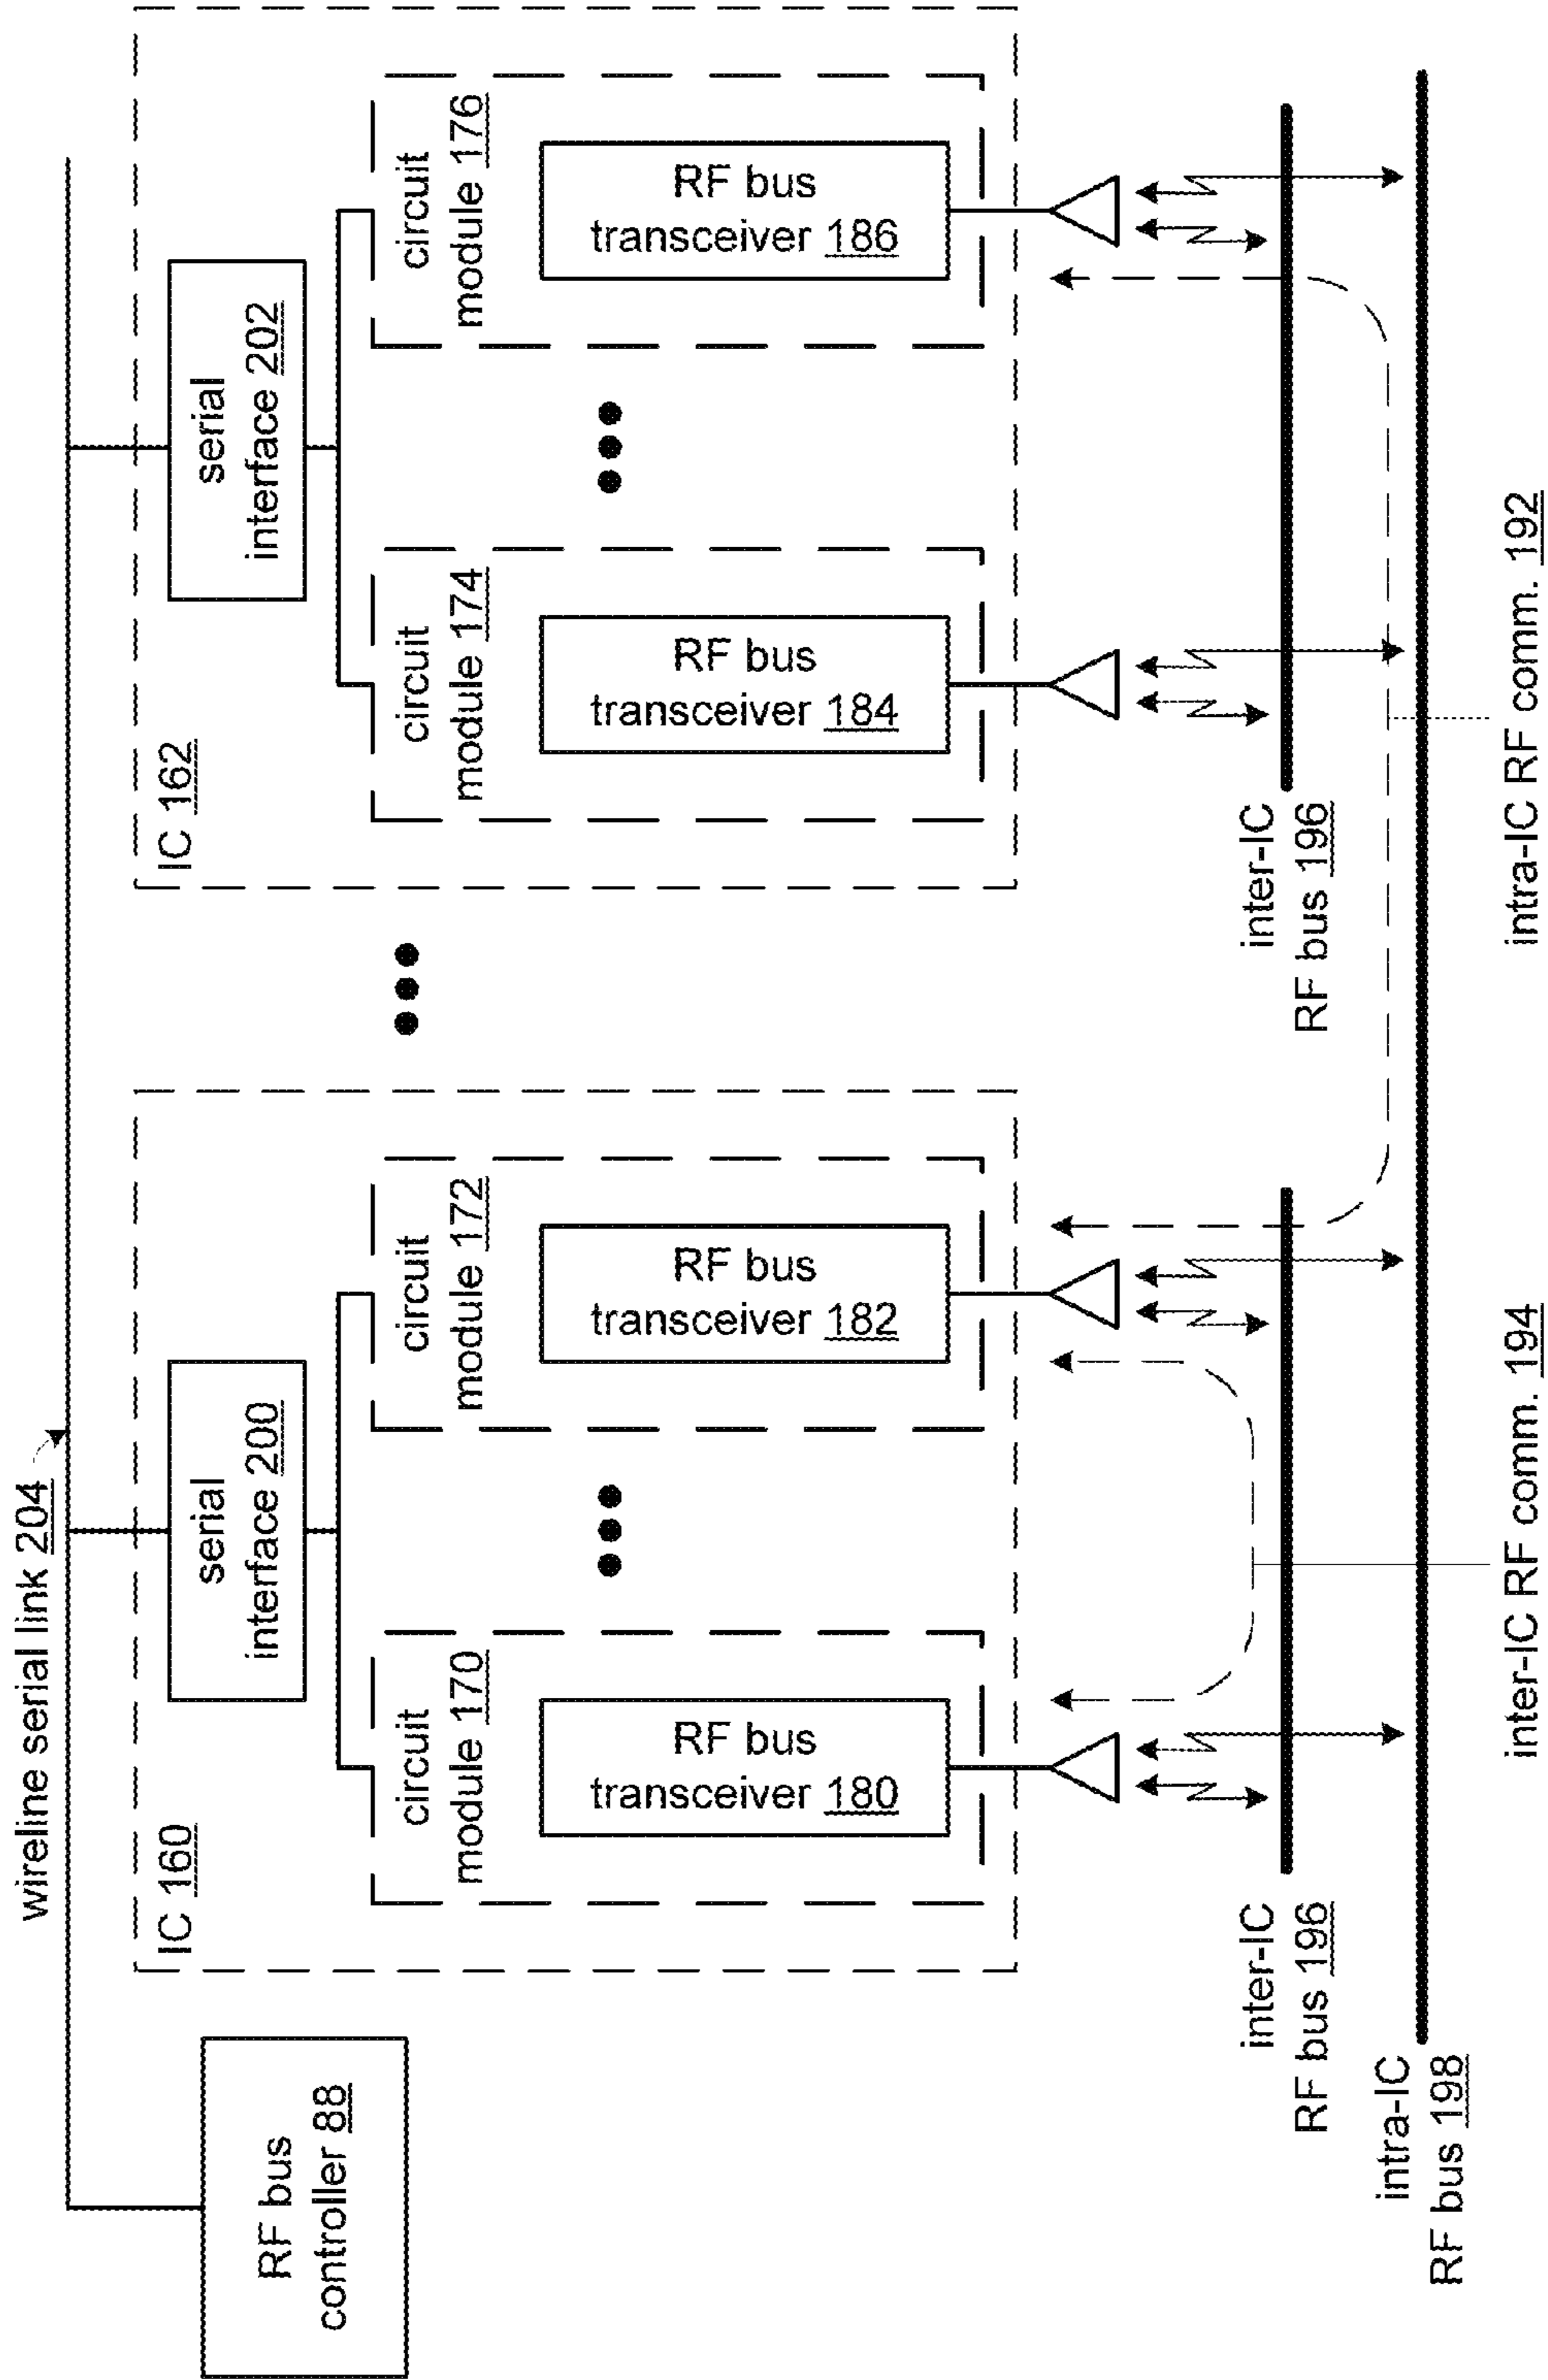 wireline serial link 204
RF bus
controller 88
IC 160
serial
interface 200
circuit
module 170
RF bus
transceiver 180
circuit
module 172
RF bus
transceiver 182
IC 162
serial
interface 202
circuit
module 174
RF bus
transceiver 184
circuit
module 176
RF bus
transceiver 186
inter-IC
RF bus 196
inter-IC
RF bus 196
intra-IC
RF bus 198
inter-IC RF comm. 194
intra-IC RF comm. 192